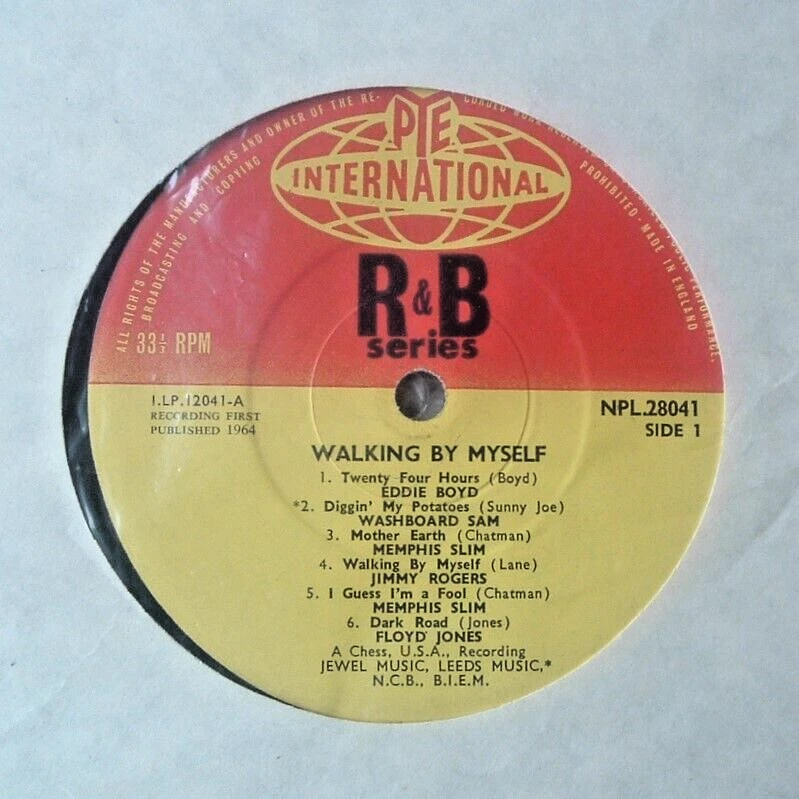 ALL RIGHTS OF THE MANUFACTURERS AND OWNER OF THE RE-
CORDED WORK
PROHIBITED·MADE IN ENGLAND
PERFORMANCE,
BROADCASTING AND COPYING
PYE
INTERNATIONAL
R&B
series
33⅓ RPM
1.LP.12041-A
RECORDING FIRST
PUBLISHED 1964
NPL.28041
SIDE 1
WALKING BY MYSELF
1. Twenty Four Hours (Boyd)
EDDIE BOYD
*2. Diggin' My Potatoes (Sunny Joe)
WASHBOARD SAM
3. Mother Earth (Chatman)
MEMPHIS SLIM
4. Walking By Myself (Lane)
JIMMY ROGERS
5. I Guess I'm a Fool (Chatman)
MEMPHIS SLIM
6. Dark Road (Jones)
FLOYD JONES
A Chess, U.S.A., Recording
JEWEL MUSIC, LEEDS MUSIC,*
N.C.B., B.I.E.M.